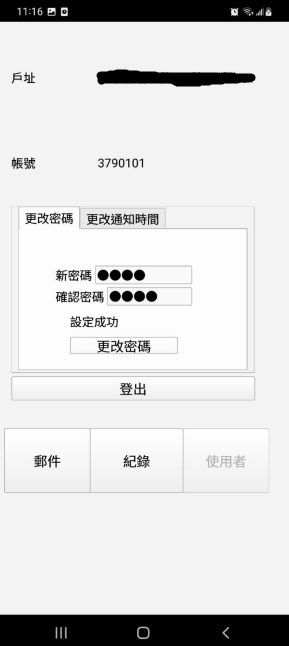 11:16
戶址
帳號 3790101
更改密碼 更改通知時間
新密碼 ●●●●
確認密碼 ●●●●
設定成功
更改密碼
登出
郵件 紀錄 使用者